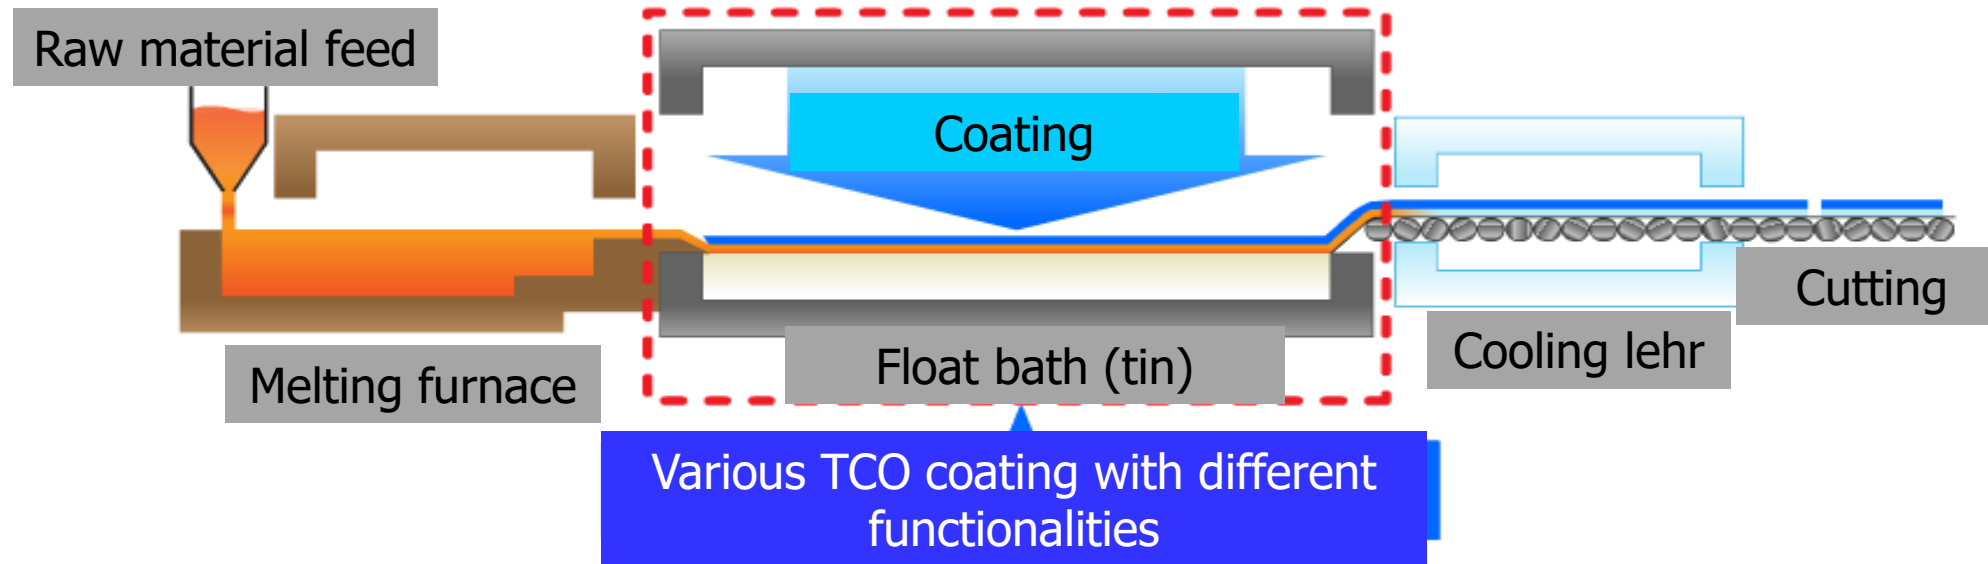 Raw material feed
Coating
Cutting
Cooling lehr
Float bath (tin)
Melting furnace
Various TCO coating with different
functionalities